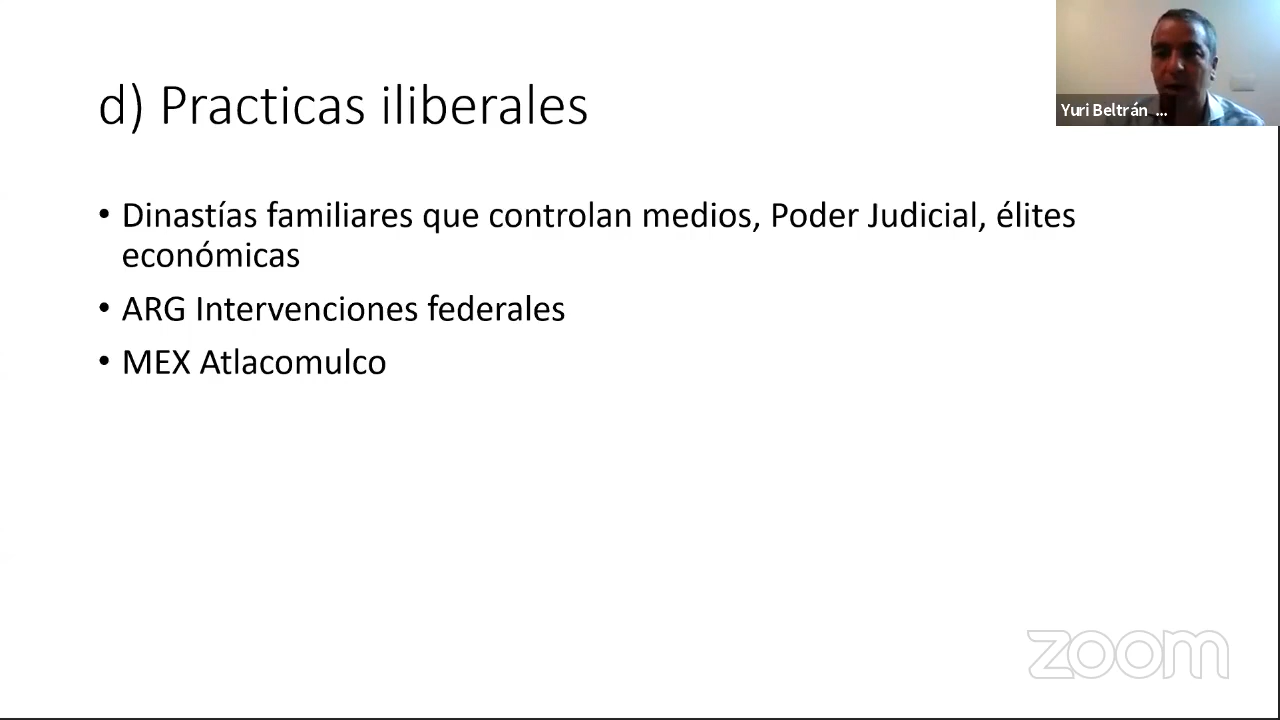 d) Practicas iliberales
Yuri Beltrán ...
• Dinastías familiares que controlan medios, Poder Judicial, élites
económicas
• ARG Intervenciones federales
• MEX Atlacomulco
zoom